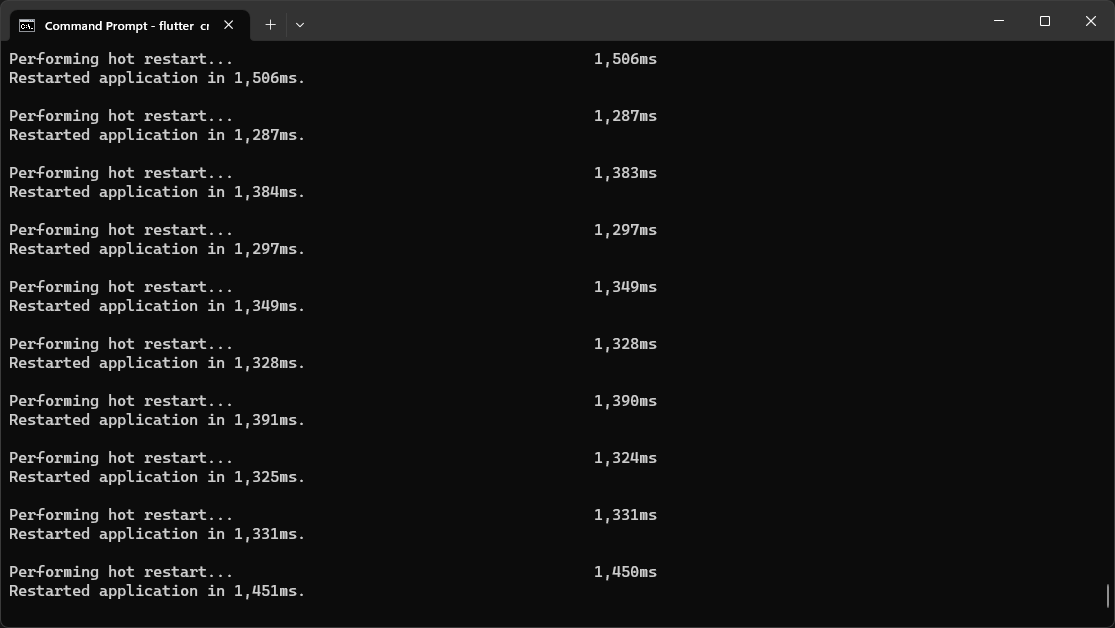 Command Prompt - flutter cr
Performing hot restart... 1,506ms
Restarted application in 1,506ms.
Performing hot restart... 1,287ms
Restarted application in 1,287ms.
Performing hot restart... 1,383ms
Restarted application in 1,384ms.
Performing hot restart... 1,297ms
Restarted application in 1,297ms.
Performing hot restart... 1,349ms
Restarted application in 1,349ms.
Performing hot restart... 1,328ms
Restarted application in 1,328ms.
Performing hot restart... 1,390ms
Restarted application in 1,391ms.
Performing hot restart... 1,324ms
Restarted application in 1,325ms.
Performing hot restart... 1,331ms
Restarted application in 1,331ms.
Performing hot restart... 1,450ms
Restarted application in 1,451ms.